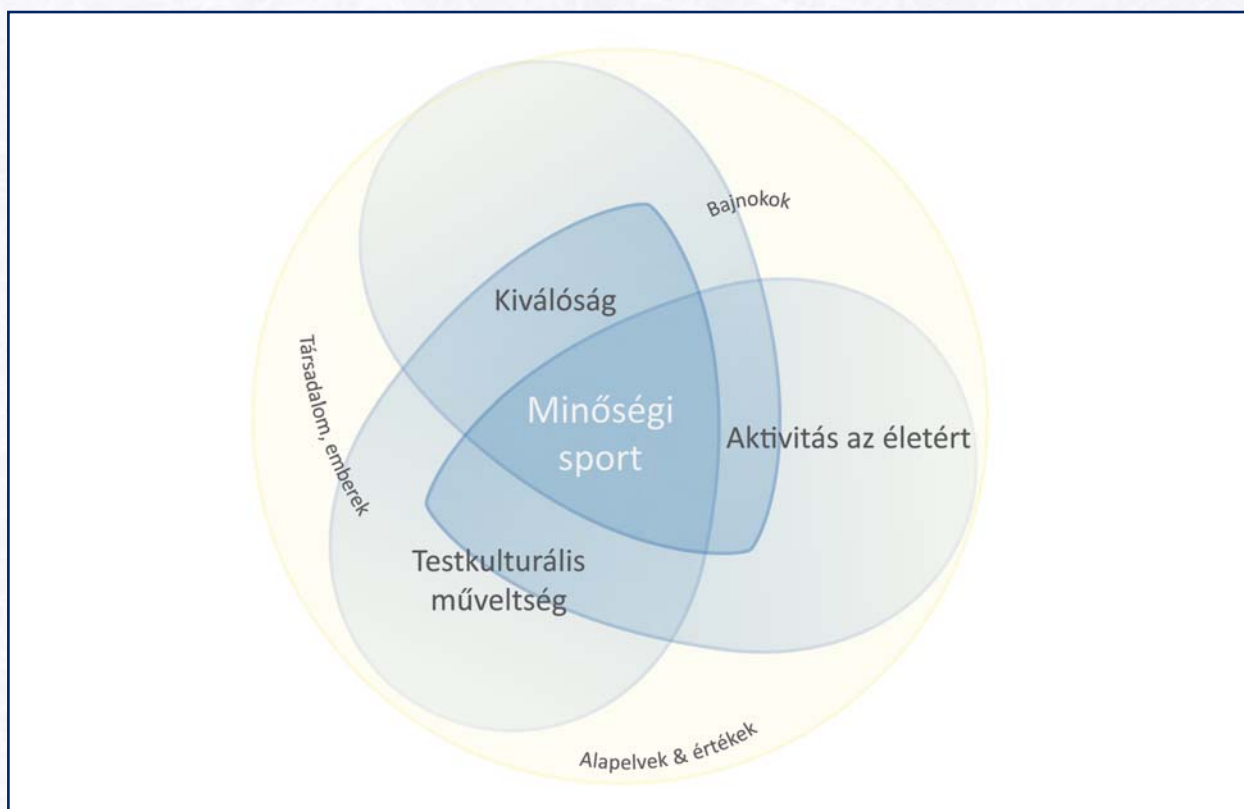 Bajnokok
Kiválóság
Társadalom, emberek
Minőségi
sport
Aktivitás az életért
Testkulturális
műveltség
Alapelvek & értékek